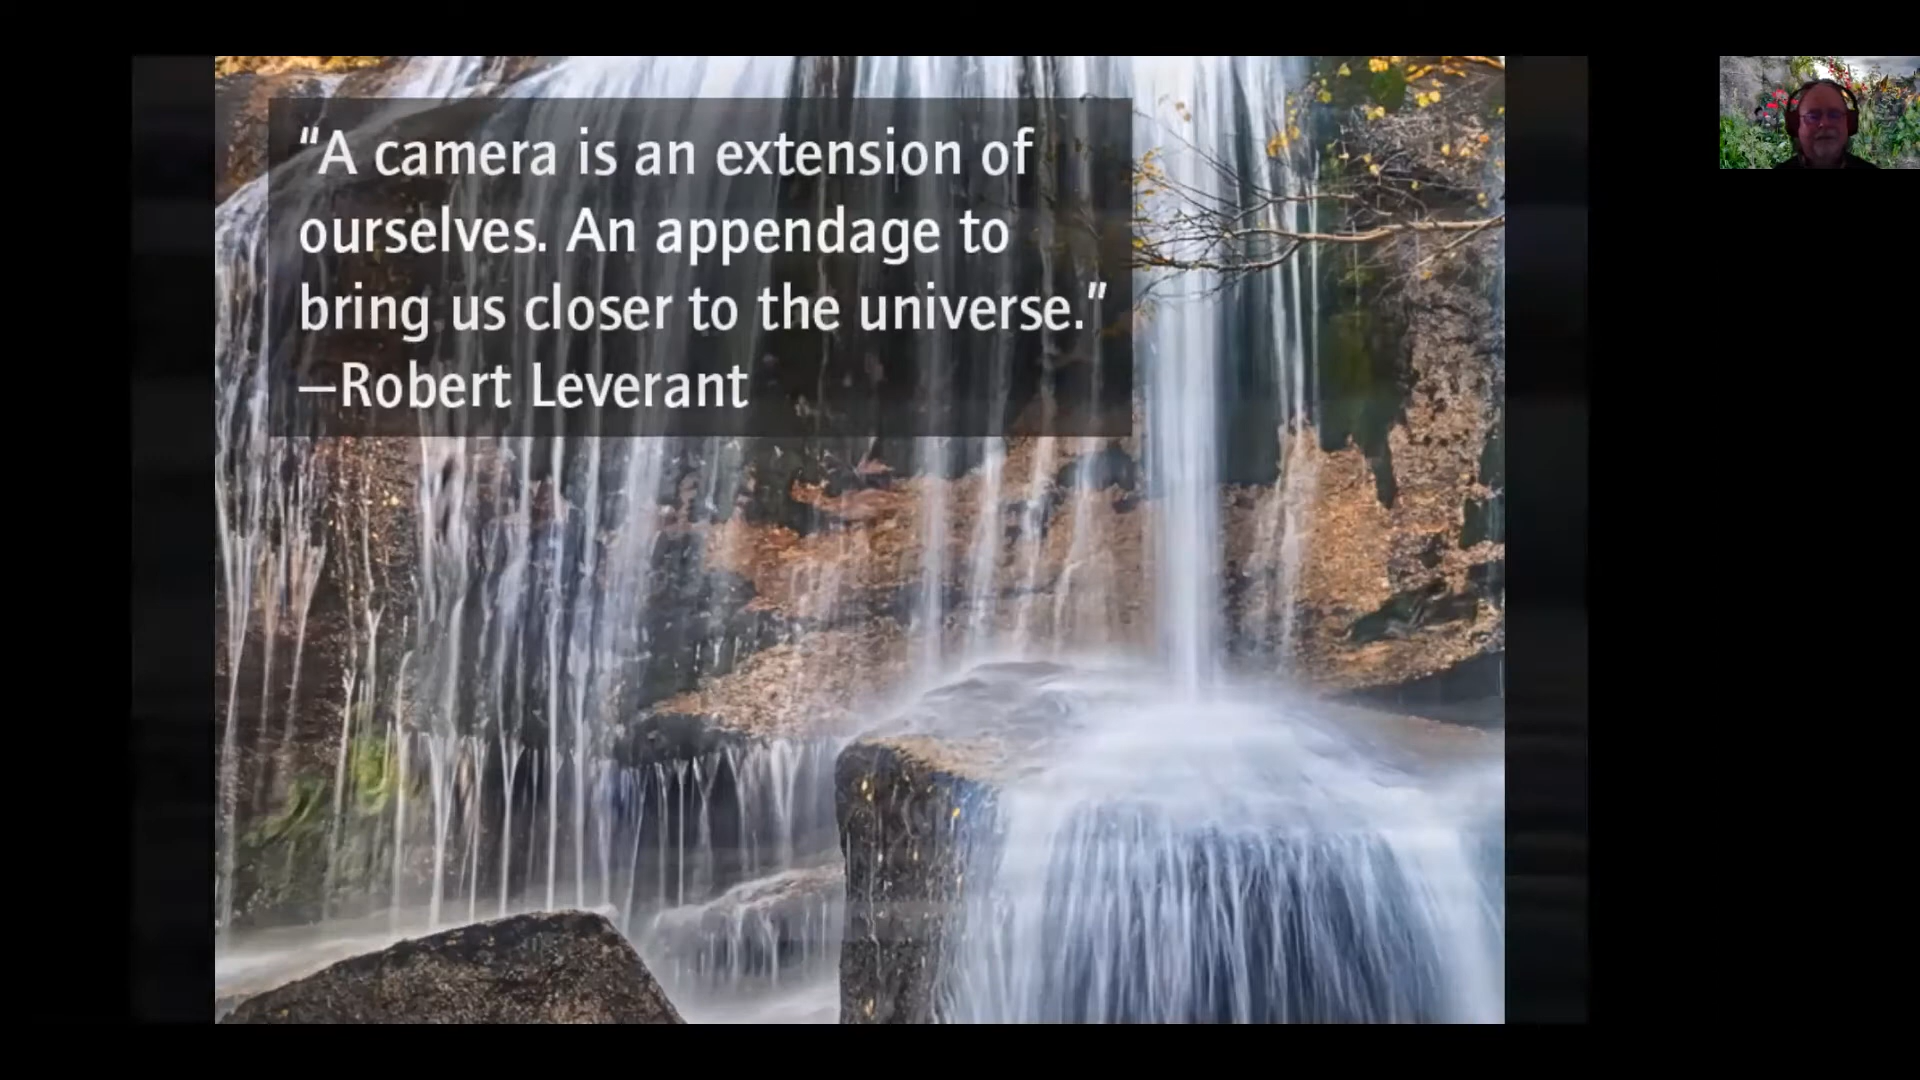 “A camera is an extension of
ourselves. An appendage to
bring us closer to the universe.”
—Robert Leverant